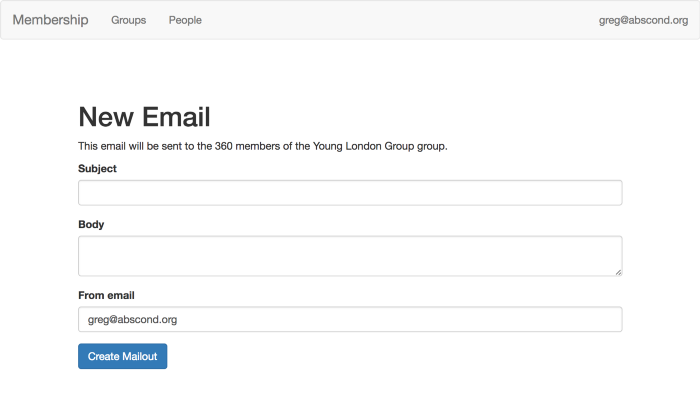 Membership Groups People greg@abscond.org
New Email
This email will be sent to the 360 members of the Young London Group group.
Subject
Body
From email
greg@abscond.org
Create Mailout